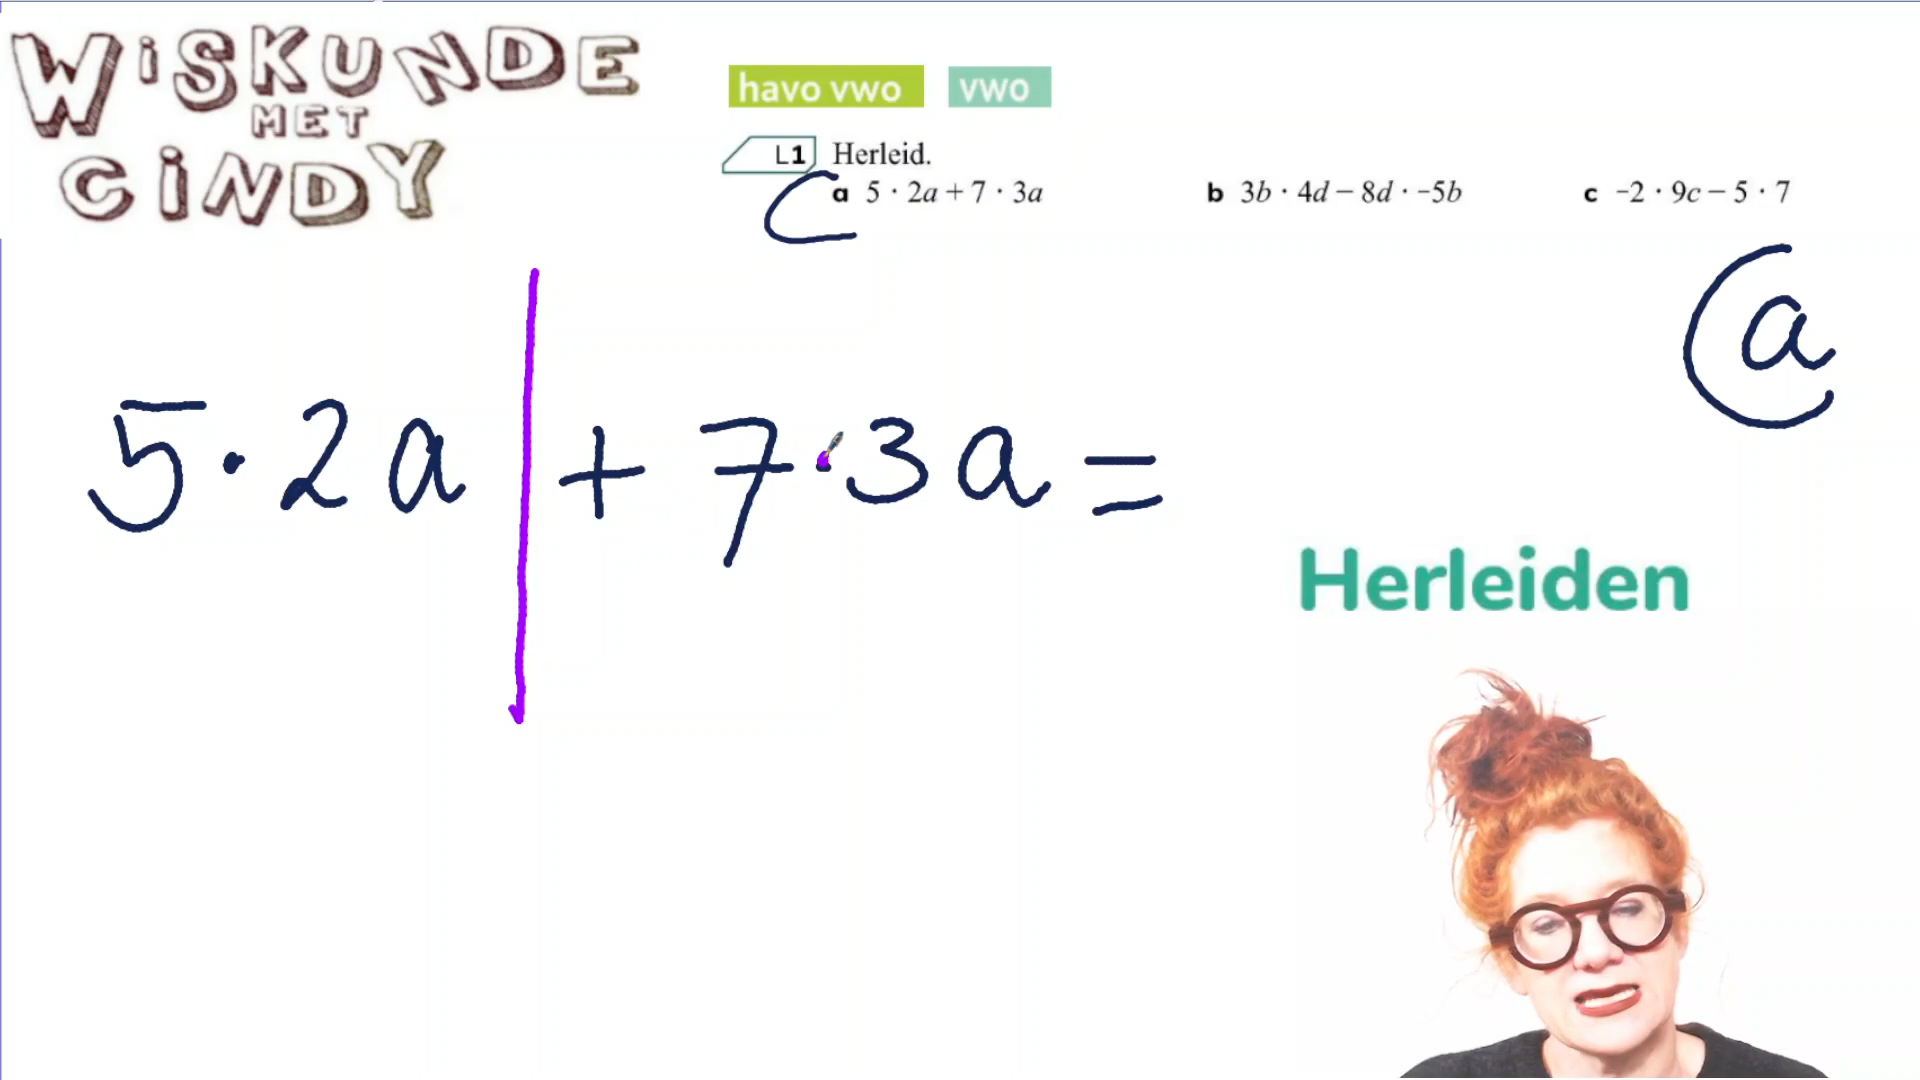 WiSKUNDE
MET
CiNDY
havo vwo vwo
L1 Herleid.
a 5 · 2a + 7 · 3a b 3b · 4d − 8d · −5b c −2 · 9c − 5 · 7
a
5 · 2a + 7 · 3a =
Herleiden